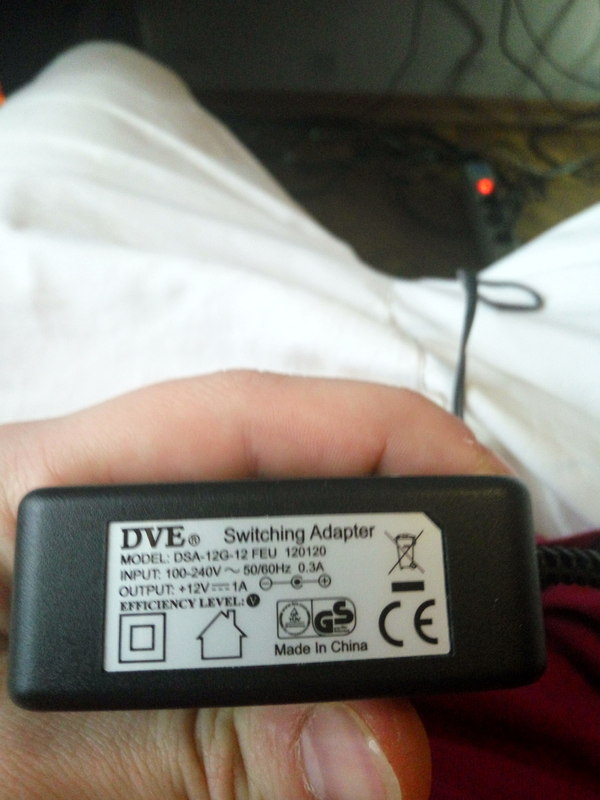 DVE® Switching Adapter
MODEL: DSA-12G-12 FEU 120120
INPUT: 100-240V ~ 50/60Hz 0.3A
OUTPUT: +12V ⎓ 1A
EFFICIENCY LEVEL: V
GS
CE
Made In China